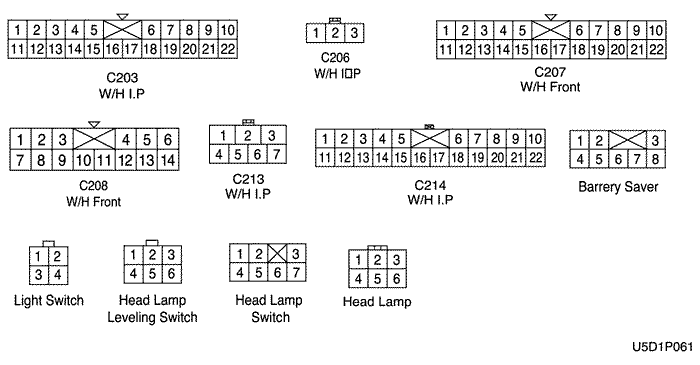 1 2 3 4 5 6 7 8 9 10
11 12 13 14 15 16 17 18 19 20 21 22
C203
W/H I.P
1 2 3
C206
W/H I□P
1 2 3 4 5 6 7 8 9 10
11 12 13 14 15 16 17 18 19 20 21 22
C207
W/H Front
1 2 3 4 5 6
7 8 9 10 11 12 13 14
C208
W/H Front
1 2 3
4 5 6 7
C213
W/H I.P
1 2 3 4 5 6 7 8 9 10
11 12 13 14 15 16 17 18 19 20 21 22
C214
W/H I.P
1 2 3
4 5 6 7 8
Barrery Saver
1 2
3 4
Light Switch
1 2 3
4 5 6
Head Lamp
Leveling Switch
1 2 3
4 5 6 7
Head Lamp
Switch
1 2 3
4 5 6
Head Lamp
U5D1P061